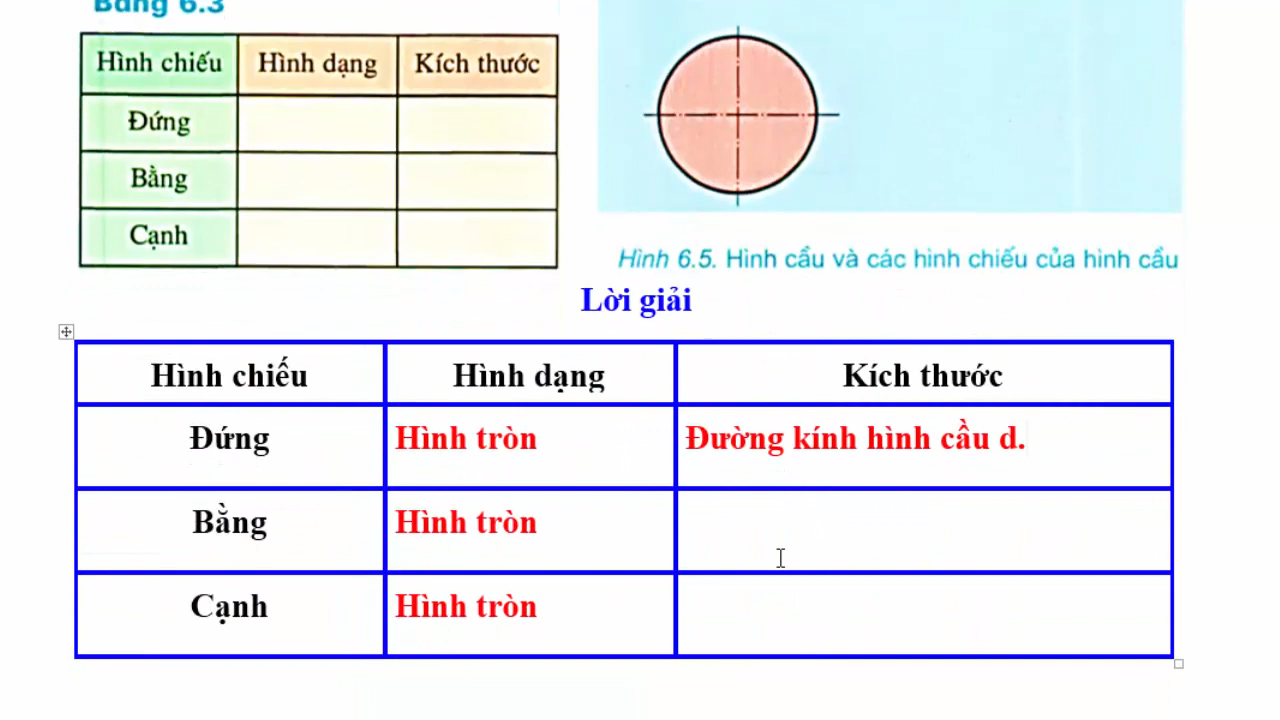 Bảng 6.3
Hình chiếu Hình dạng Kích thước
Đứng
Bằng
Cạnh
Hình 6.5. Hình cầu và các hình chiếu của hình cầu
Lời giải
Hình chiếu Hình dạng Kích thước
Đứng Hình tròn Đường kính hình cầu d.
Bằng Hình tròn
Cạnh Hình tròn